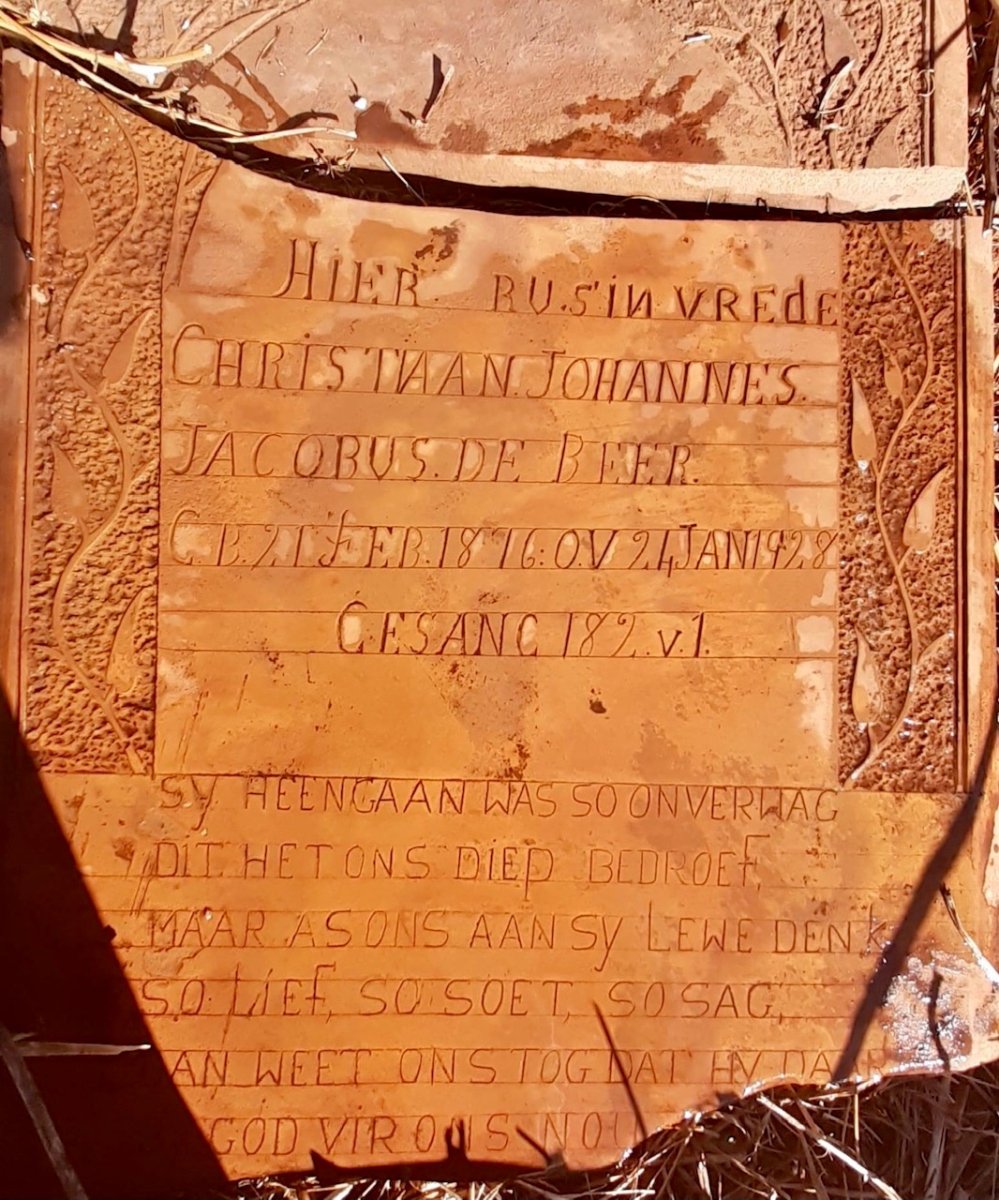 HiER RUS iN VREdE
CHRiSTIAAN JOHANNES.
JACOBUS. DE BEER.
G.B. 21 FEB. 1876: O.V 24 JAN 1928
GESANG 182. v.1.
Sy HEENGAAN WAS SO ONVERWAG
DIT HET ONS DiEp BEDROEf,
MAAR AS ONS AAN Sy LEWE DENK
SO LiEf, SO SOET, SO SAG,
AN WEET ONS TOG DAT HY DAAR
GOD VIR ONS